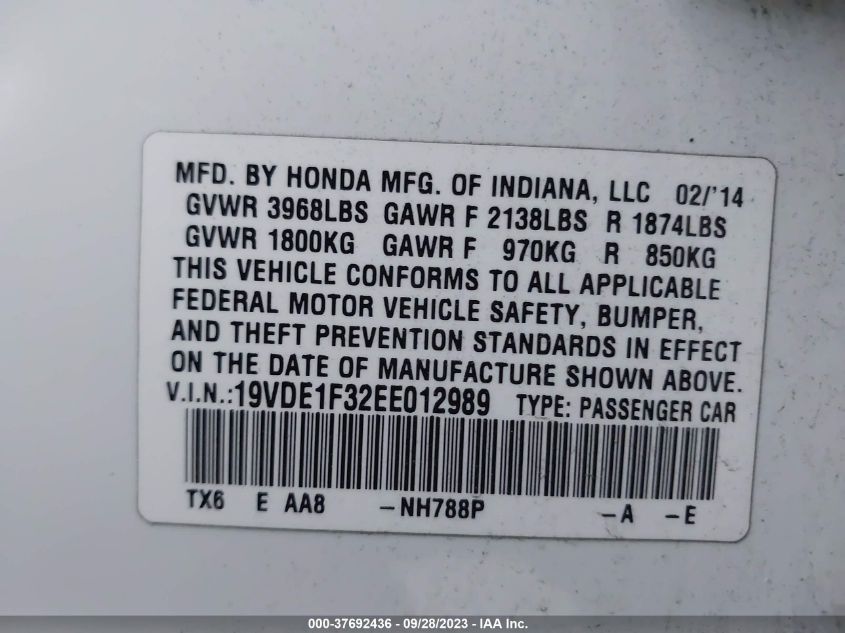 MFD. BY HONDA MFG. OF INDIANA, LLC 02/'14
GVWR 3968LBS GAWR F 2138LBS R 1874LBS
GVWR 1800KG GAWR F 970KG R 850KG
THIS VEHICLE CONFORMS TO ALL APPLICABLE
FEDERAL MOTOR VEHICLE SAFETY, BUMPER,
AND THEFT PREVENTION STANDARDS IN EFFECT
ON THE DATE OF MANUFACTURE SHOWN ABOVE.
V.I.N.:19VDE1F32EE012989 TYPE: PASSENGER CAR
TX6 E AA8 -NH788P -A -E
000-37692436 - 09/28/2023 - IAA Inc.